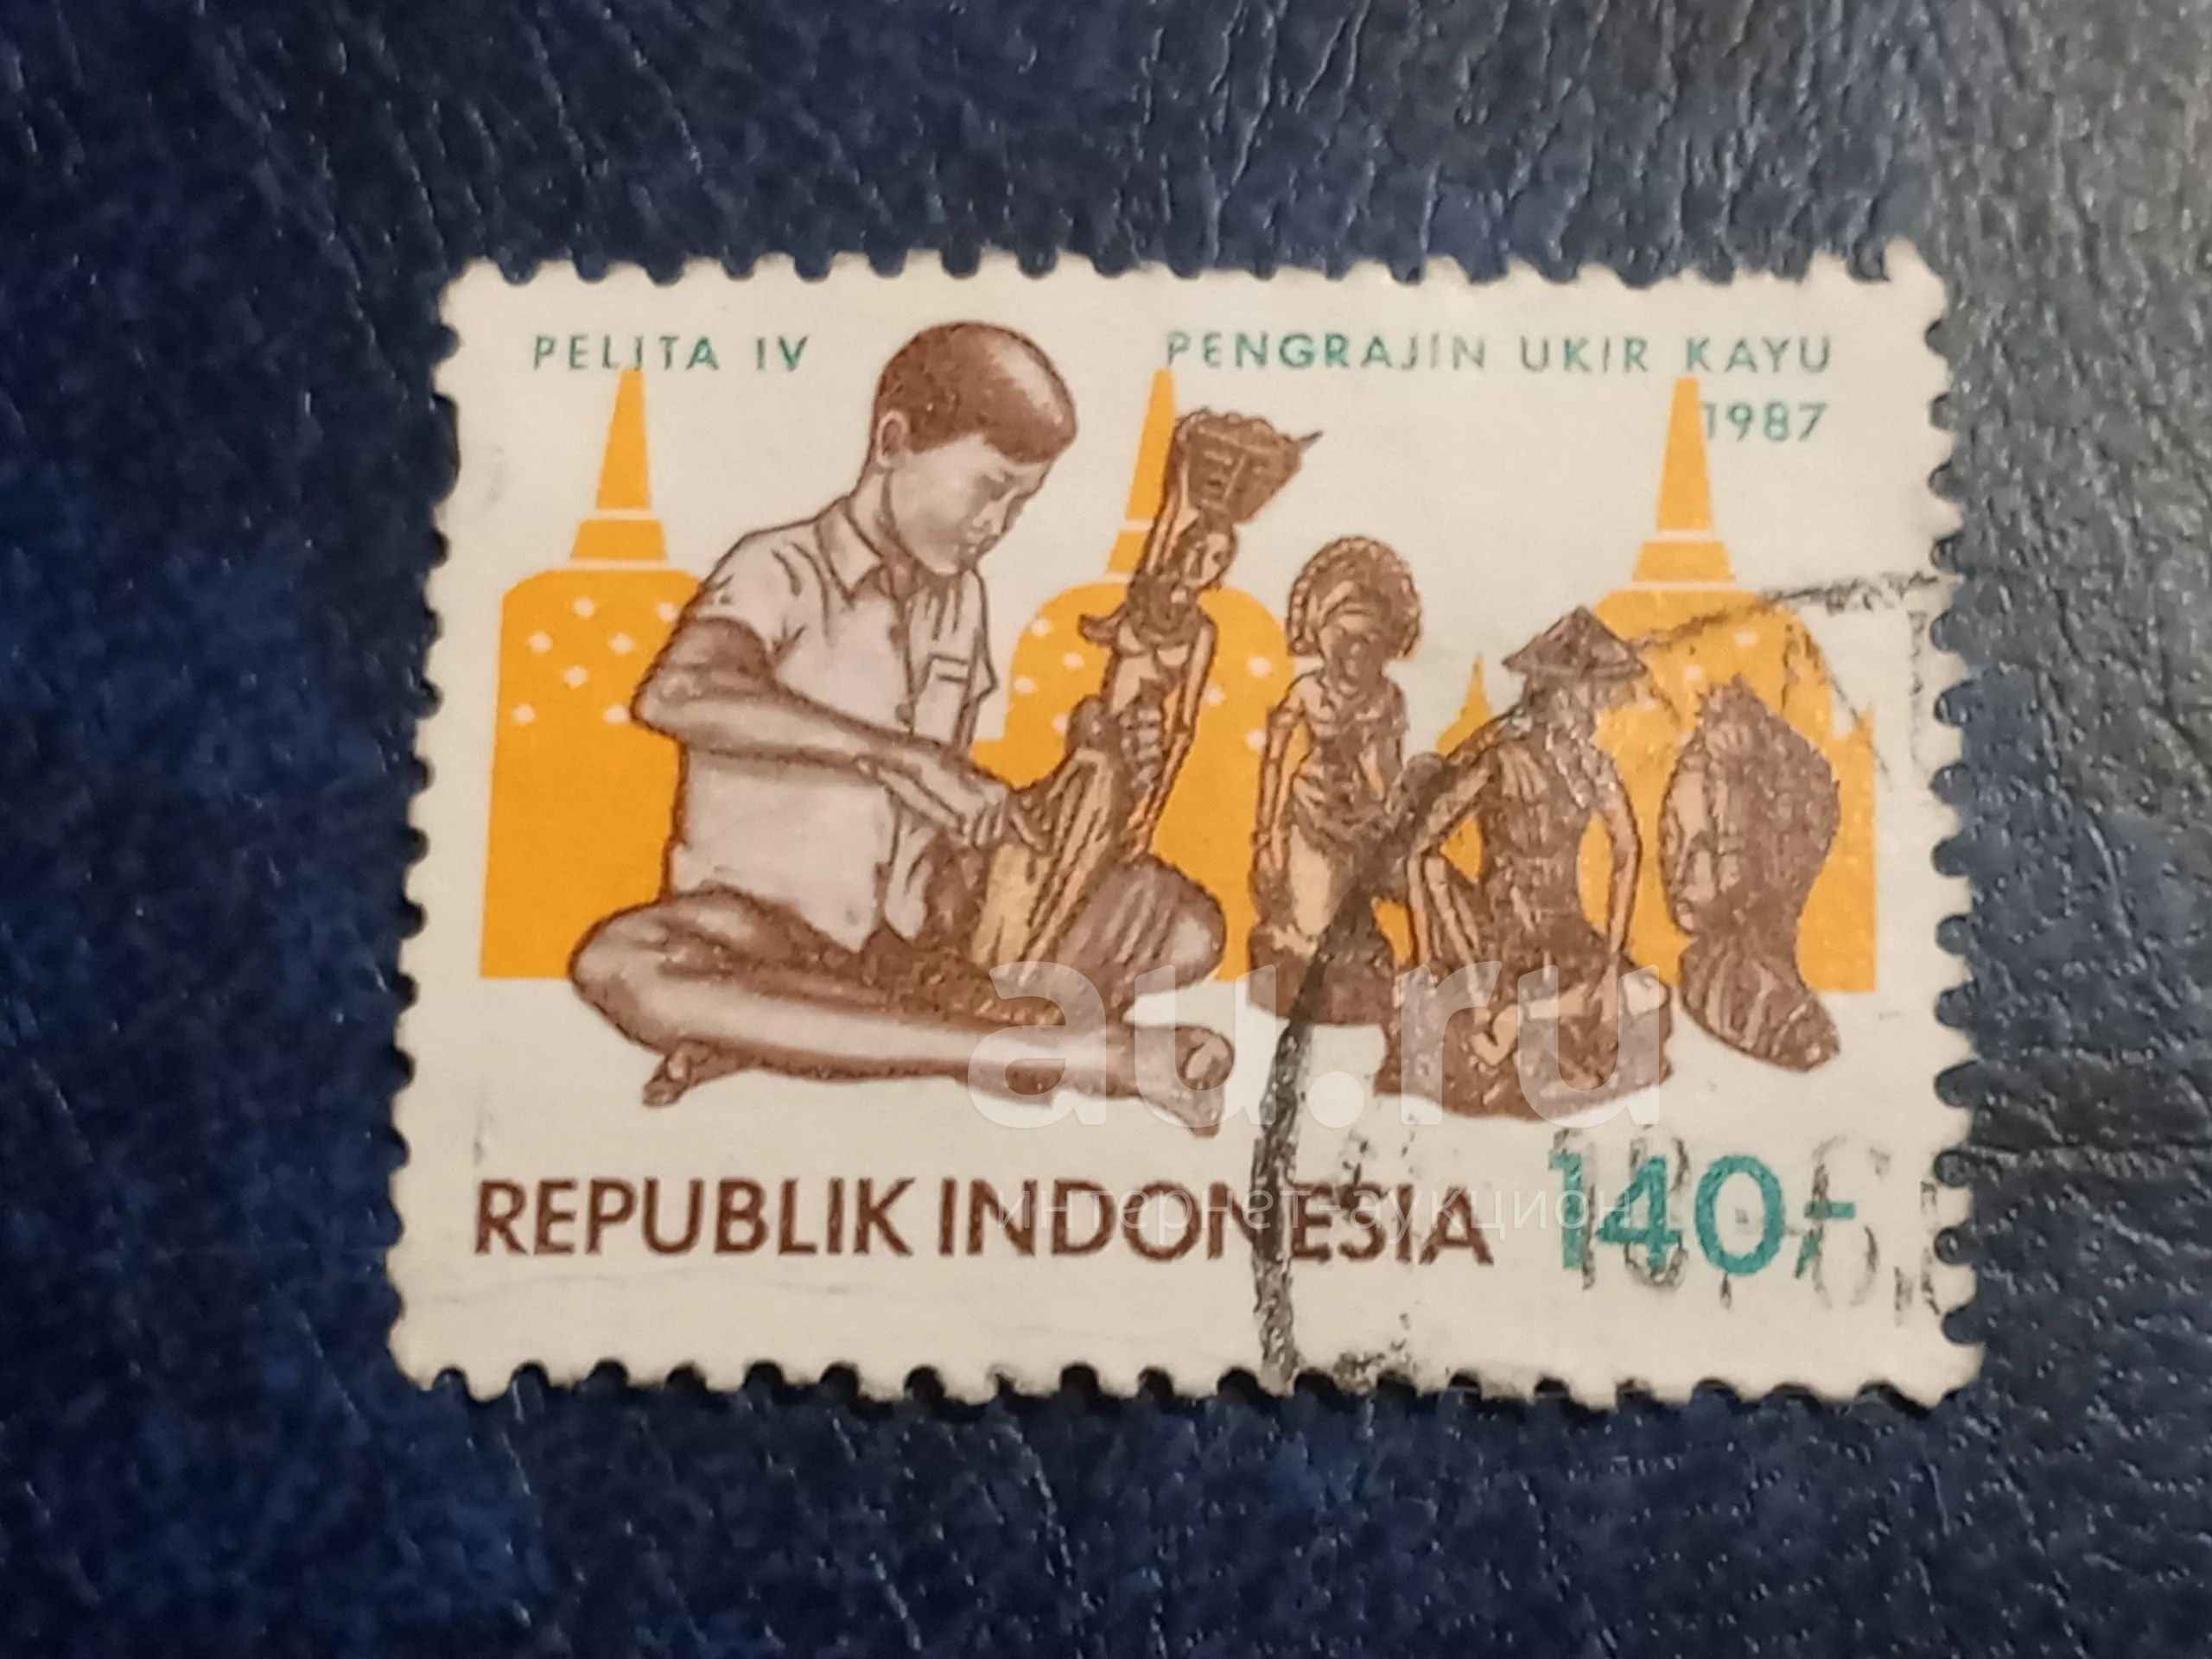 PELITA IV
PENGRAJIN UKIR KAYU
1987
au.ru
интернет-аукцион
REPUBLIK INDONESIA
140,-